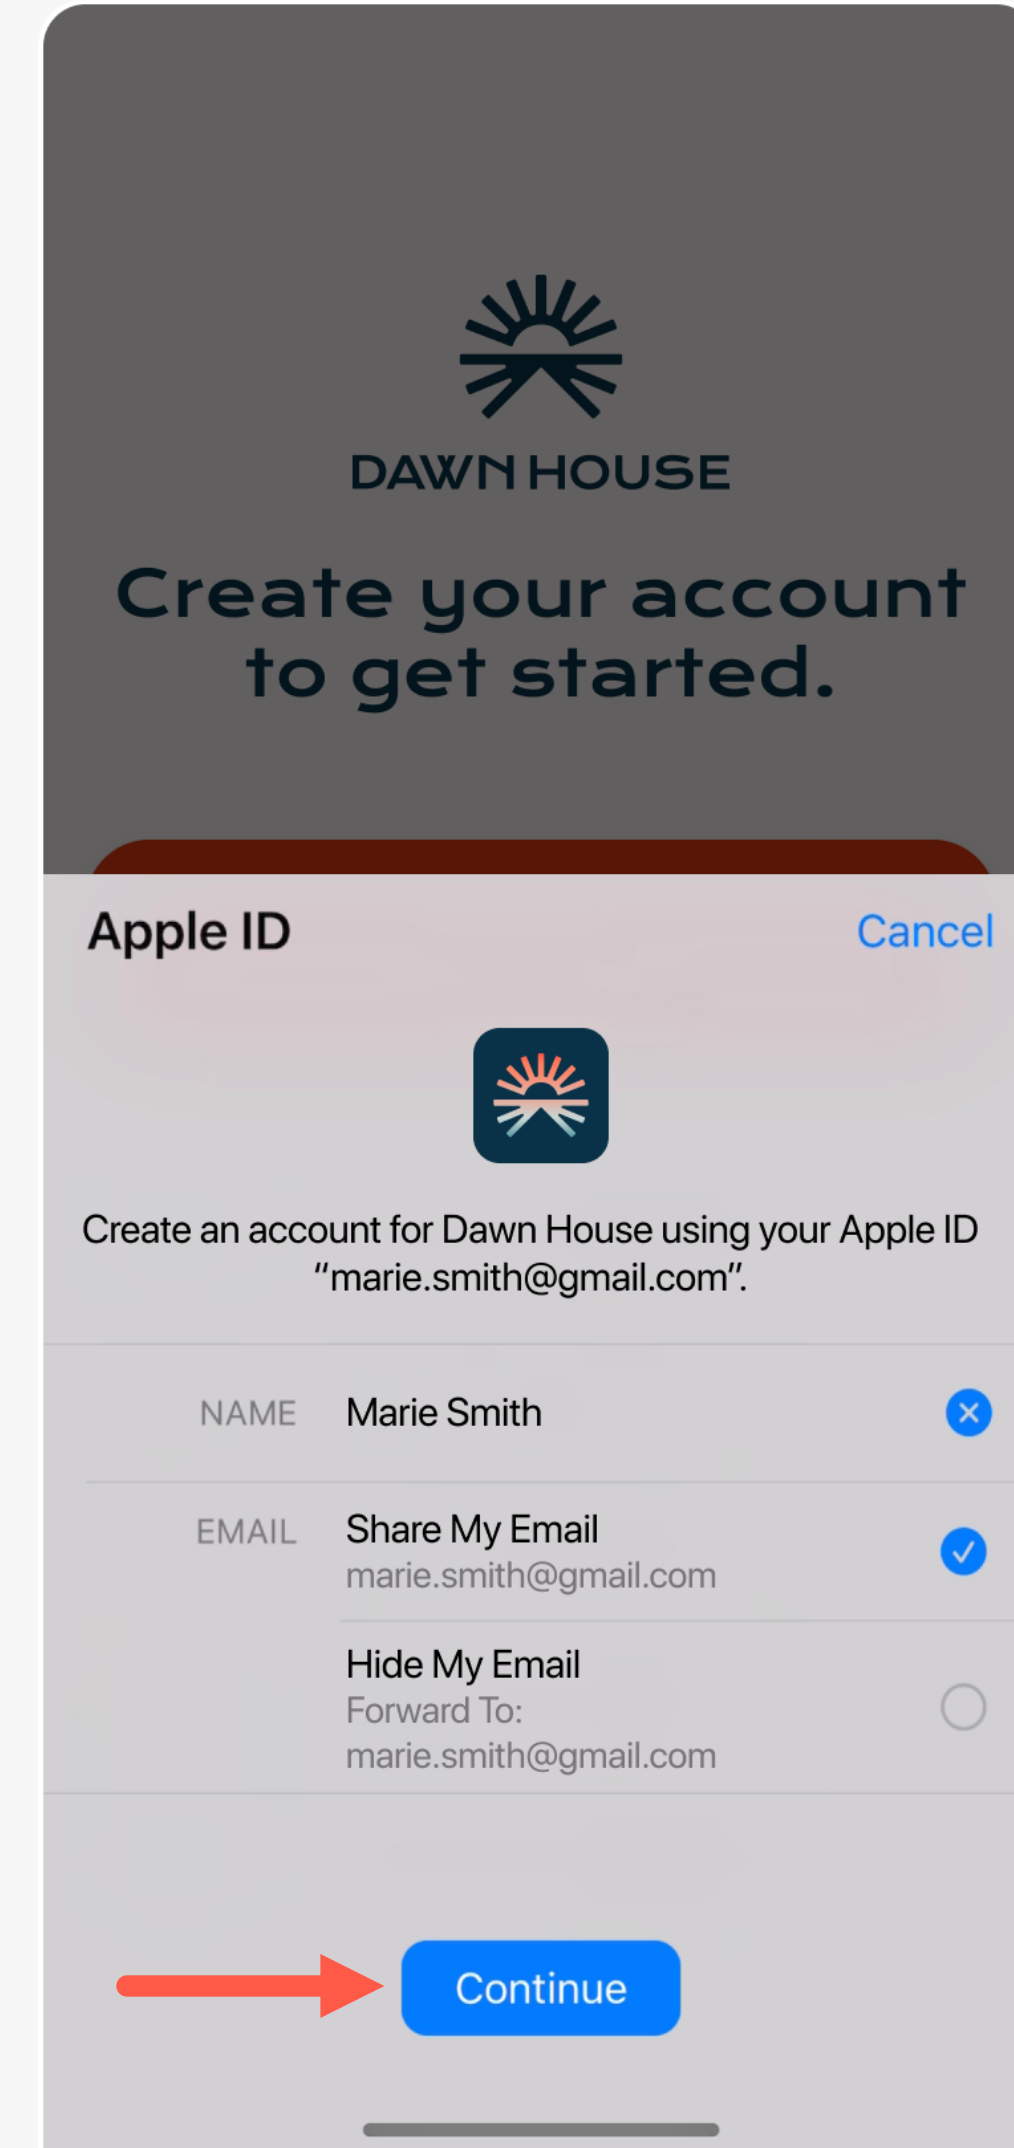 DAWN HOUSE
Create your account
to get started.
Apple ID
Cancel
Create an account for Dawn House using your Apple ID
“marie.smith@gmail.com”.
NAME Marie Smith
EMAIL Share My Email
marie.smith@gmail.com
Hide My Email
Forward To:
marie.smith@gmail.com
Continue